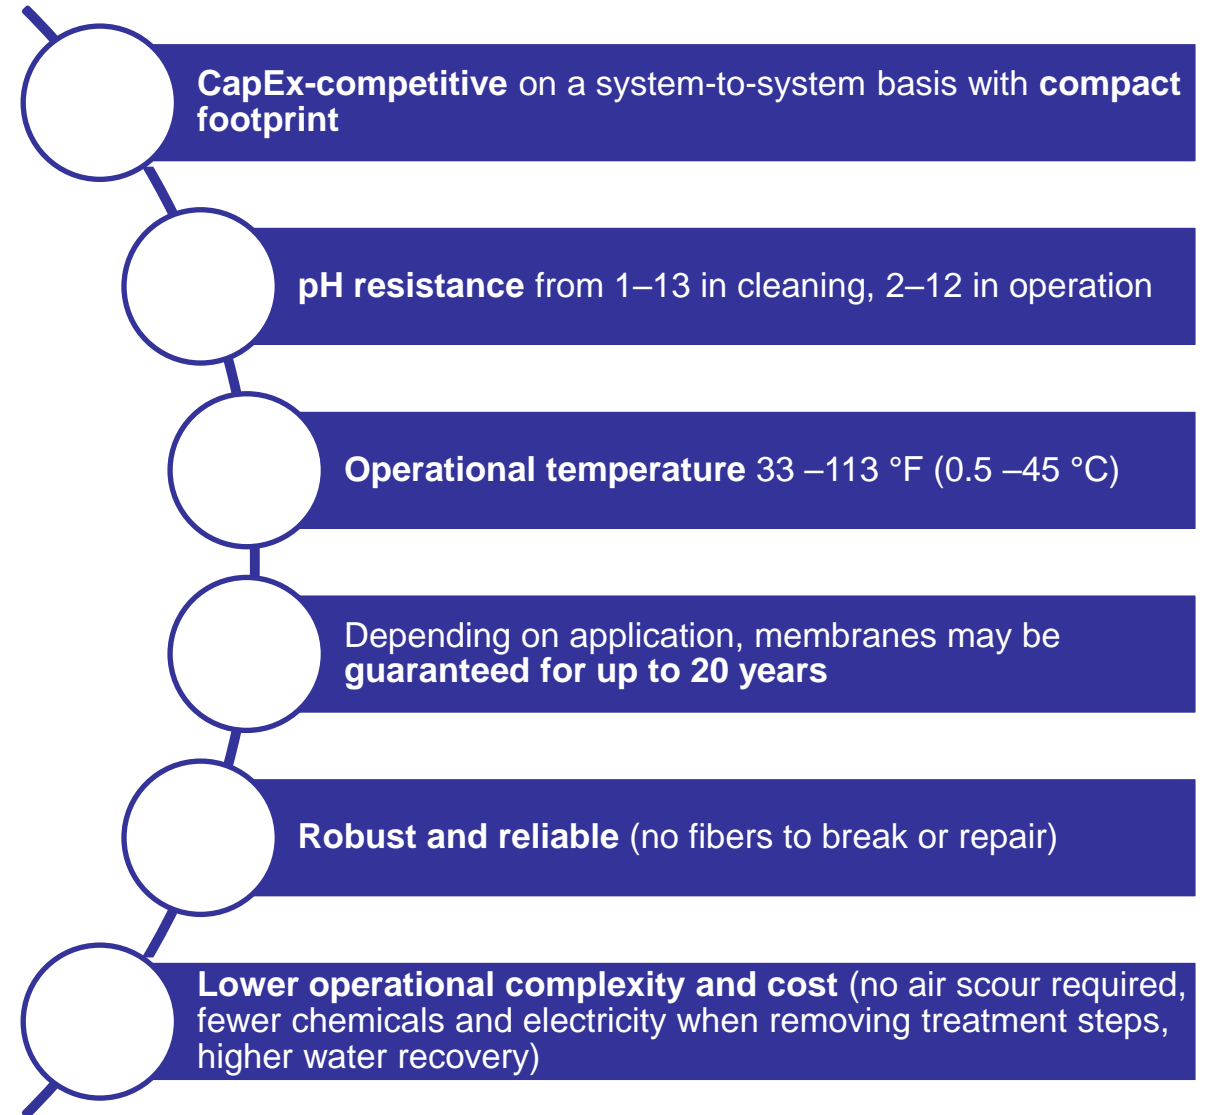 CapEx-competitive on a system-to-system basis with compact
footprint
pH resistance from 1–13 in cleaning, 2–12 in operation
Operational temperature 33 –113 °F (0.5 –45 °C)
Depending on application, membranes may be
guaranteed for up to 20 years
Robust and reliable (no fibers to break or repair)
Lower operational complexity and cost (no air scour required,
fewer chemicals and electricity when removing treatment steps,
higher water recovery)